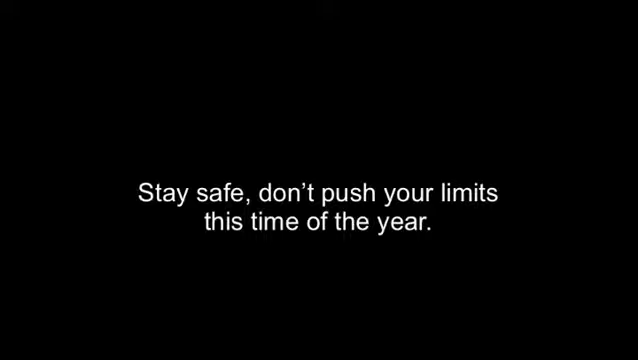 Stay safe, don’t push your limits
this time of the year.